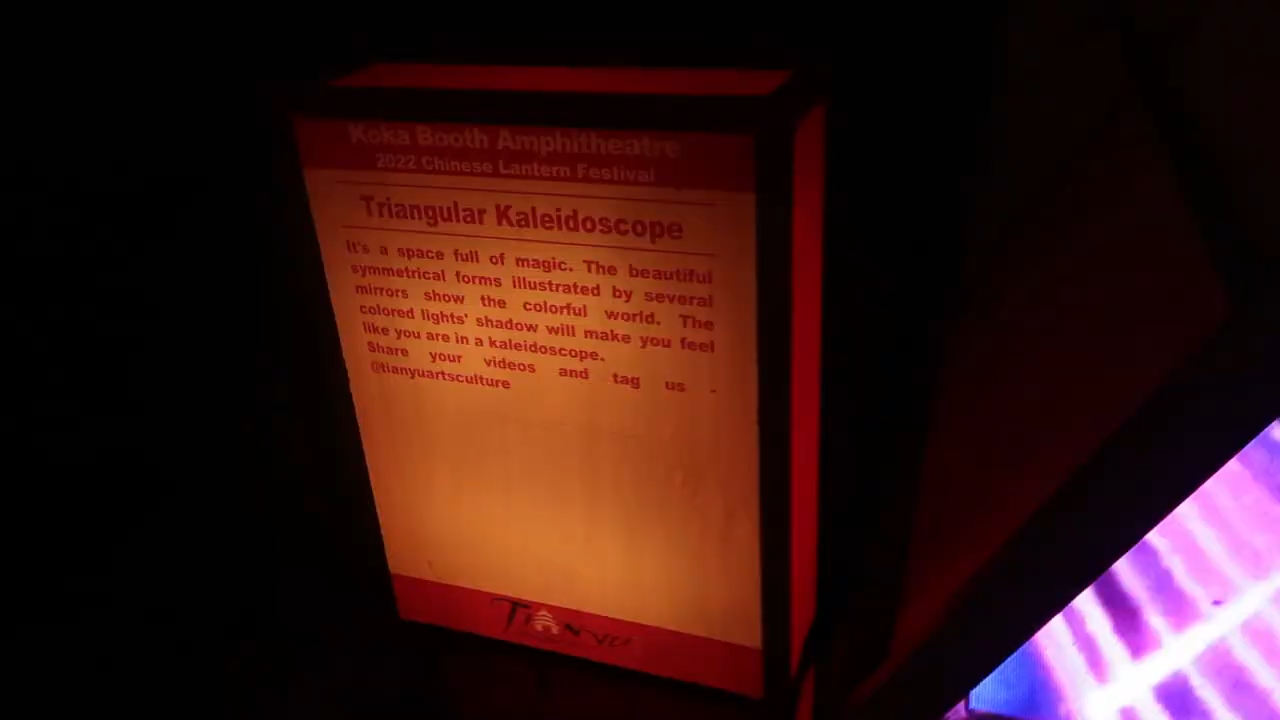 Koka Booth Amphitheatre
2022 Chinese Lantern Festival
Triangular Kaleidoscope
It's a space full of magic. The beautiful
symmetrical forms illustrated by several
mirrors show the colorful world. The
colored lights' shadow will make you feel
like you are in a kaleidoscope.
Share your videos and tag us -
@tianyuartsculture
TIANYU